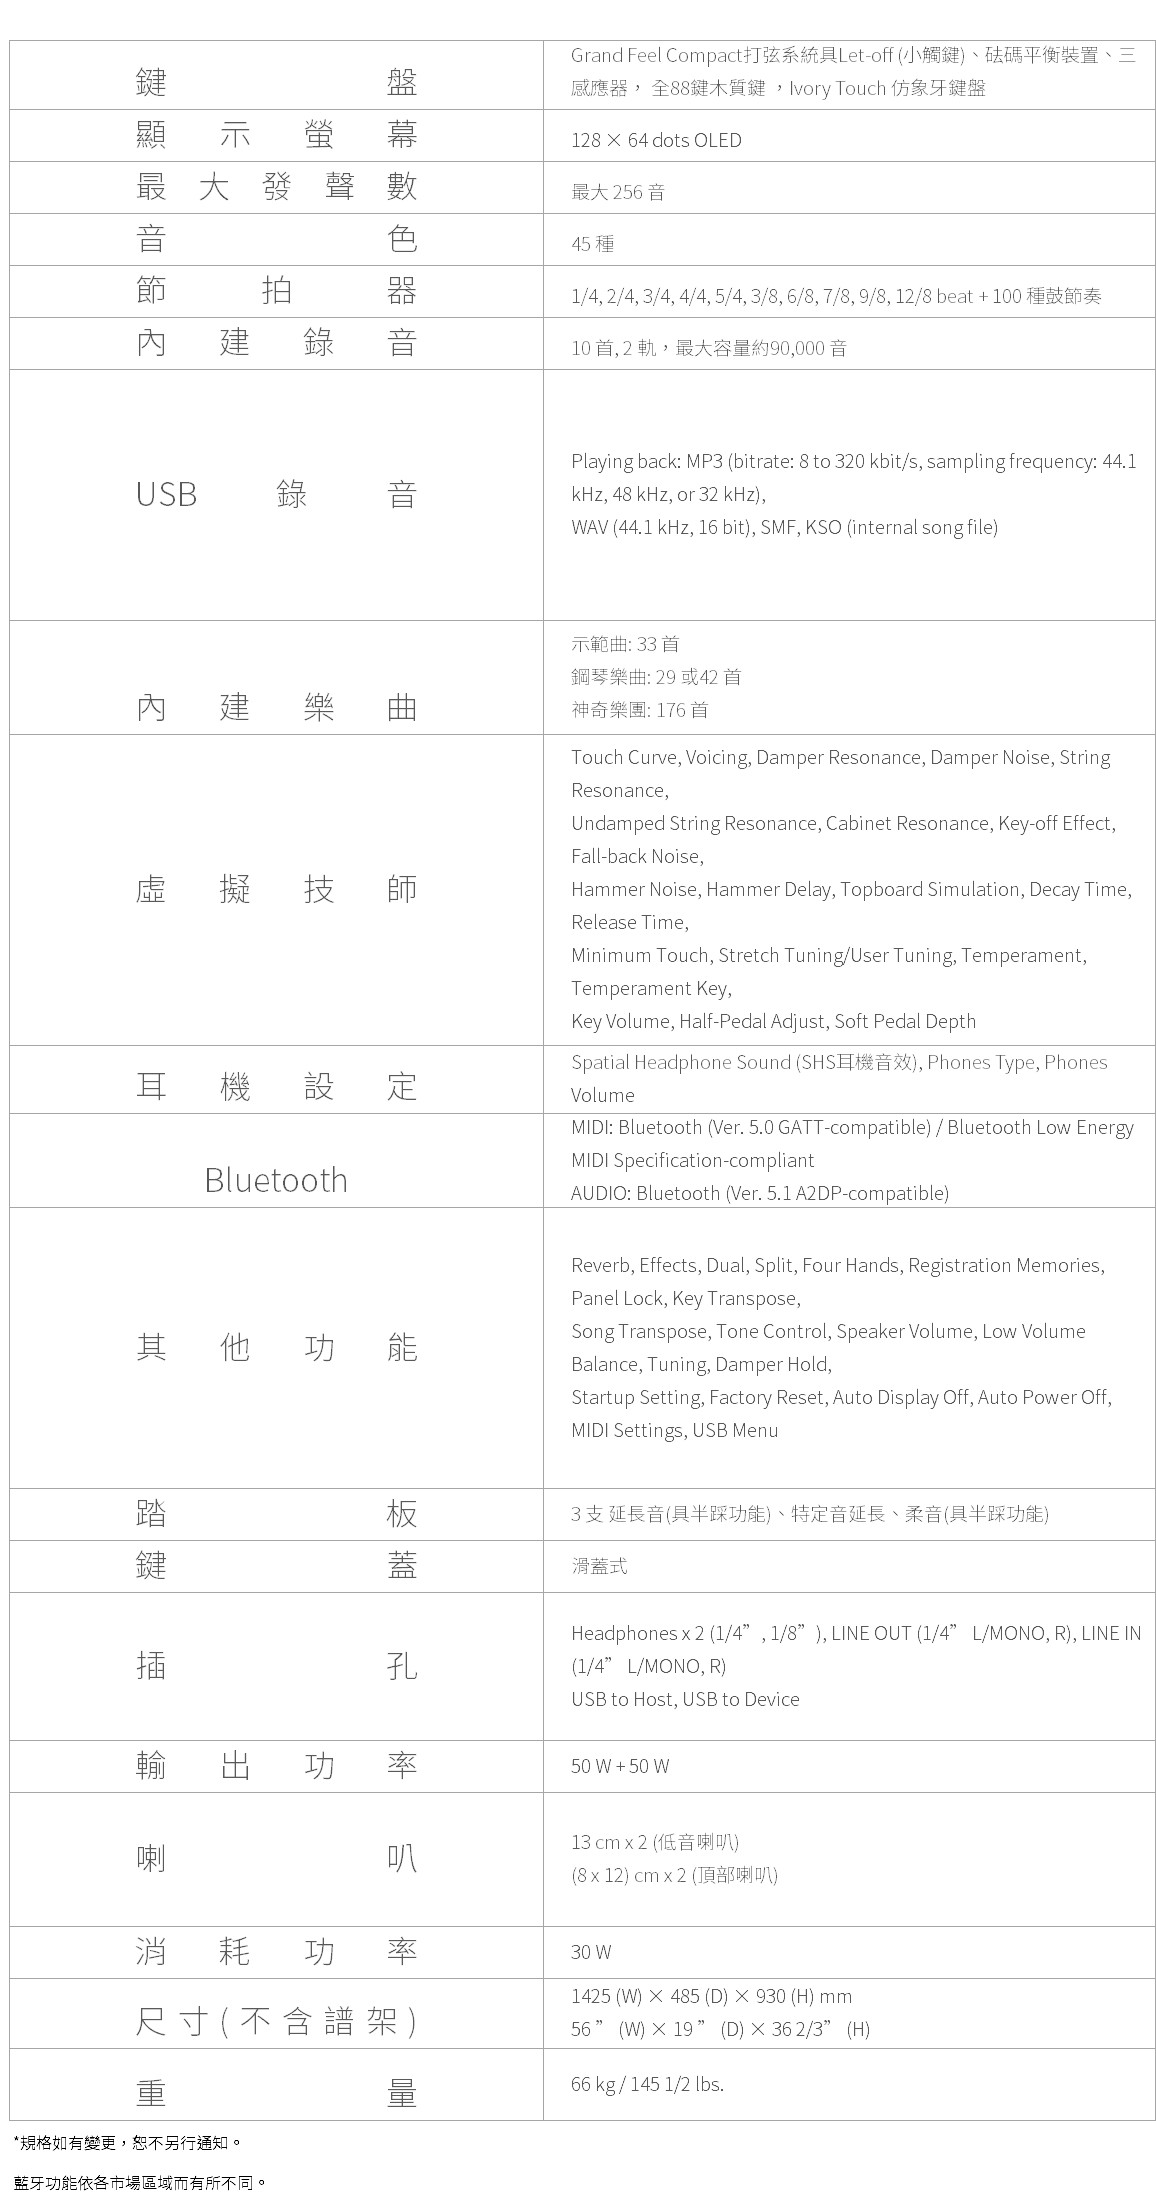 鍵盤
Grand Feel Compact打弦系統具Let-off (小觸鍵)、砝碼平衡裝置、三
感應器， 全88鍵木質鍵 ，Ivory Touch 仿象牙鍵盤
顯示螢幕
128 × 64 dots OLED
最大發聲數
最大 256 音
音色
45 種
節拍器
1/4, 2/4, 3/4, 4/4, 5/4, 3/8, 6/8, 7/8, 9/8, 12/8 beat + 100 種鼓節奏
內建錄音
10 首, 2 軌，最大容量約90,000 音
USB錄音
Playing back: MP3 (bitrate: 8 to 320 kbit/s, sampling frequency: 44.1
kHz, 48 kHz, or 32 kHz),
WAV (44.1 kHz, 16 bit), SMF, KSO (internal song file)
內建樂曲
示範曲: 33 首
鋼琴樂曲: 29 或42 首
神奇樂團: 176 首
虛擬技師
Touch Curve, Voicing, Damper Resonance, Damper Noise, String
Resonance,
Undamped String Resonance, Cabinet Resonance, Key-off Effect,
Fall-back Noise,
Hammer Noise, Hammer Delay, Topboard Simulation, Decay Time,
Release Time,
Minimum Touch, Stretch Tuning/User Tuning, Temperament,
Temperament Key,
Key Volume, Half-Pedal Adjust, Soft Pedal Depth
耳機設定
Spatial Headphone Sound (SHS耳機音效), Phones Type, Phones
Volume
Bluetooth
MIDI: Bluetooth (Ver. 5.0 GATT-compatible) / Bluetooth Low Energy
MIDI Specification-compliant
AUDIO: Bluetooth (Ver. 5.1 A2DP-compatible)
其他功能
Reverb, Effects, Dual, Split, Four Hands, Registration Memories,
Panel Lock, Key Transpose,
Song Transpose, Tone Control, Speaker Volume, Low Volume
Balance, Tuning, Damper Hold,
Startup Setting, Factory Reset, Auto Display Off, Auto Power Off,
MIDI Settings, USB Menu
踏板
3 支 延長音(具半踩功能)、特定音延長、柔音(具半踩功能)
鍵蓋
滑蓋式
插孔
Headphones x 2 (1/4”, 1/8”), LINE OUT (1/4” L/MONO, R), LINE IN
(1/4” L/MONO, R)
USB to Host, USB to Device
輸出功率
50 W + 50 W
喇叭
13 cm x 2 (低音喇叭)
(8 x 12) cm x 2 (頂部喇叭)
消耗功率
30 W
尺寸(不含譜架)
1425 (W) × 485 (D) × 930 (H) mm
56 ” (W) × 19 ” (D) × 36 2/3” (H)
重量
66 kg / 145 1/2 lbs.
*規格如有變更，恕不另行通知。
藍牙功能依各市場區域而有所不同。